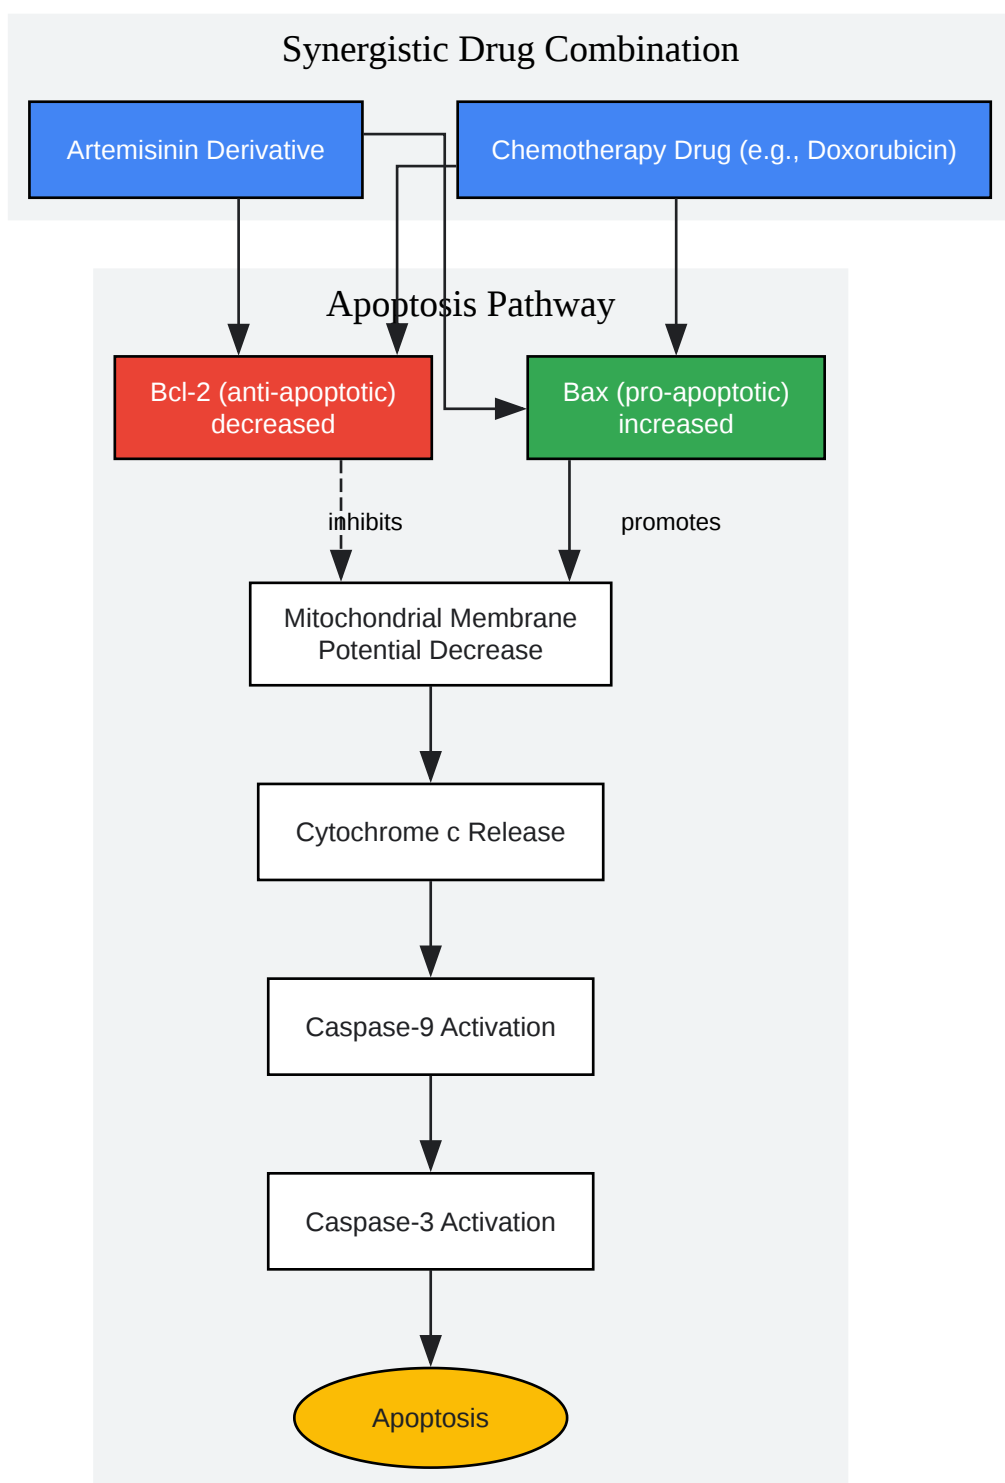 Synergistic Drug Combination
Artemisinin Derivative
Chemotherapy Drug (e.g., Doxorubicin)
Apoptosis Pathway
Bcl-2 (anti-apoptotic)
decreased
Bax (pro-apoptotic)
increased
inhibits
promotes
Mitochondrial Membrane
Potential Decrease
Cytochrome c Release
Caspase-9 Activation
Caspase-3 Activation
Apoptosis